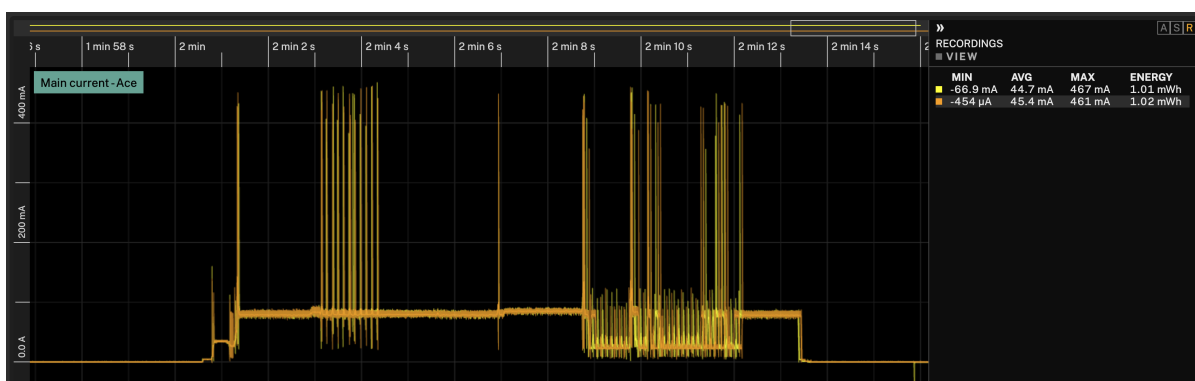 1 min 58 s
2 min
2 min 2 s
2 min 4 s
2 min 6 s
2 min 8 s
2 min 10 s
2 min 12 s
2 min 14 s
Main current - Ace
400 mA
200 mA
0.0 A
»
A S R
RECORDINGS
VIEW
MIN AVG MAX ENERGY
-66.9 mA 44.7 mA 467 mA 1.01 mWh
-454 µA 45.4 mA 461 mA 1.02 mWh